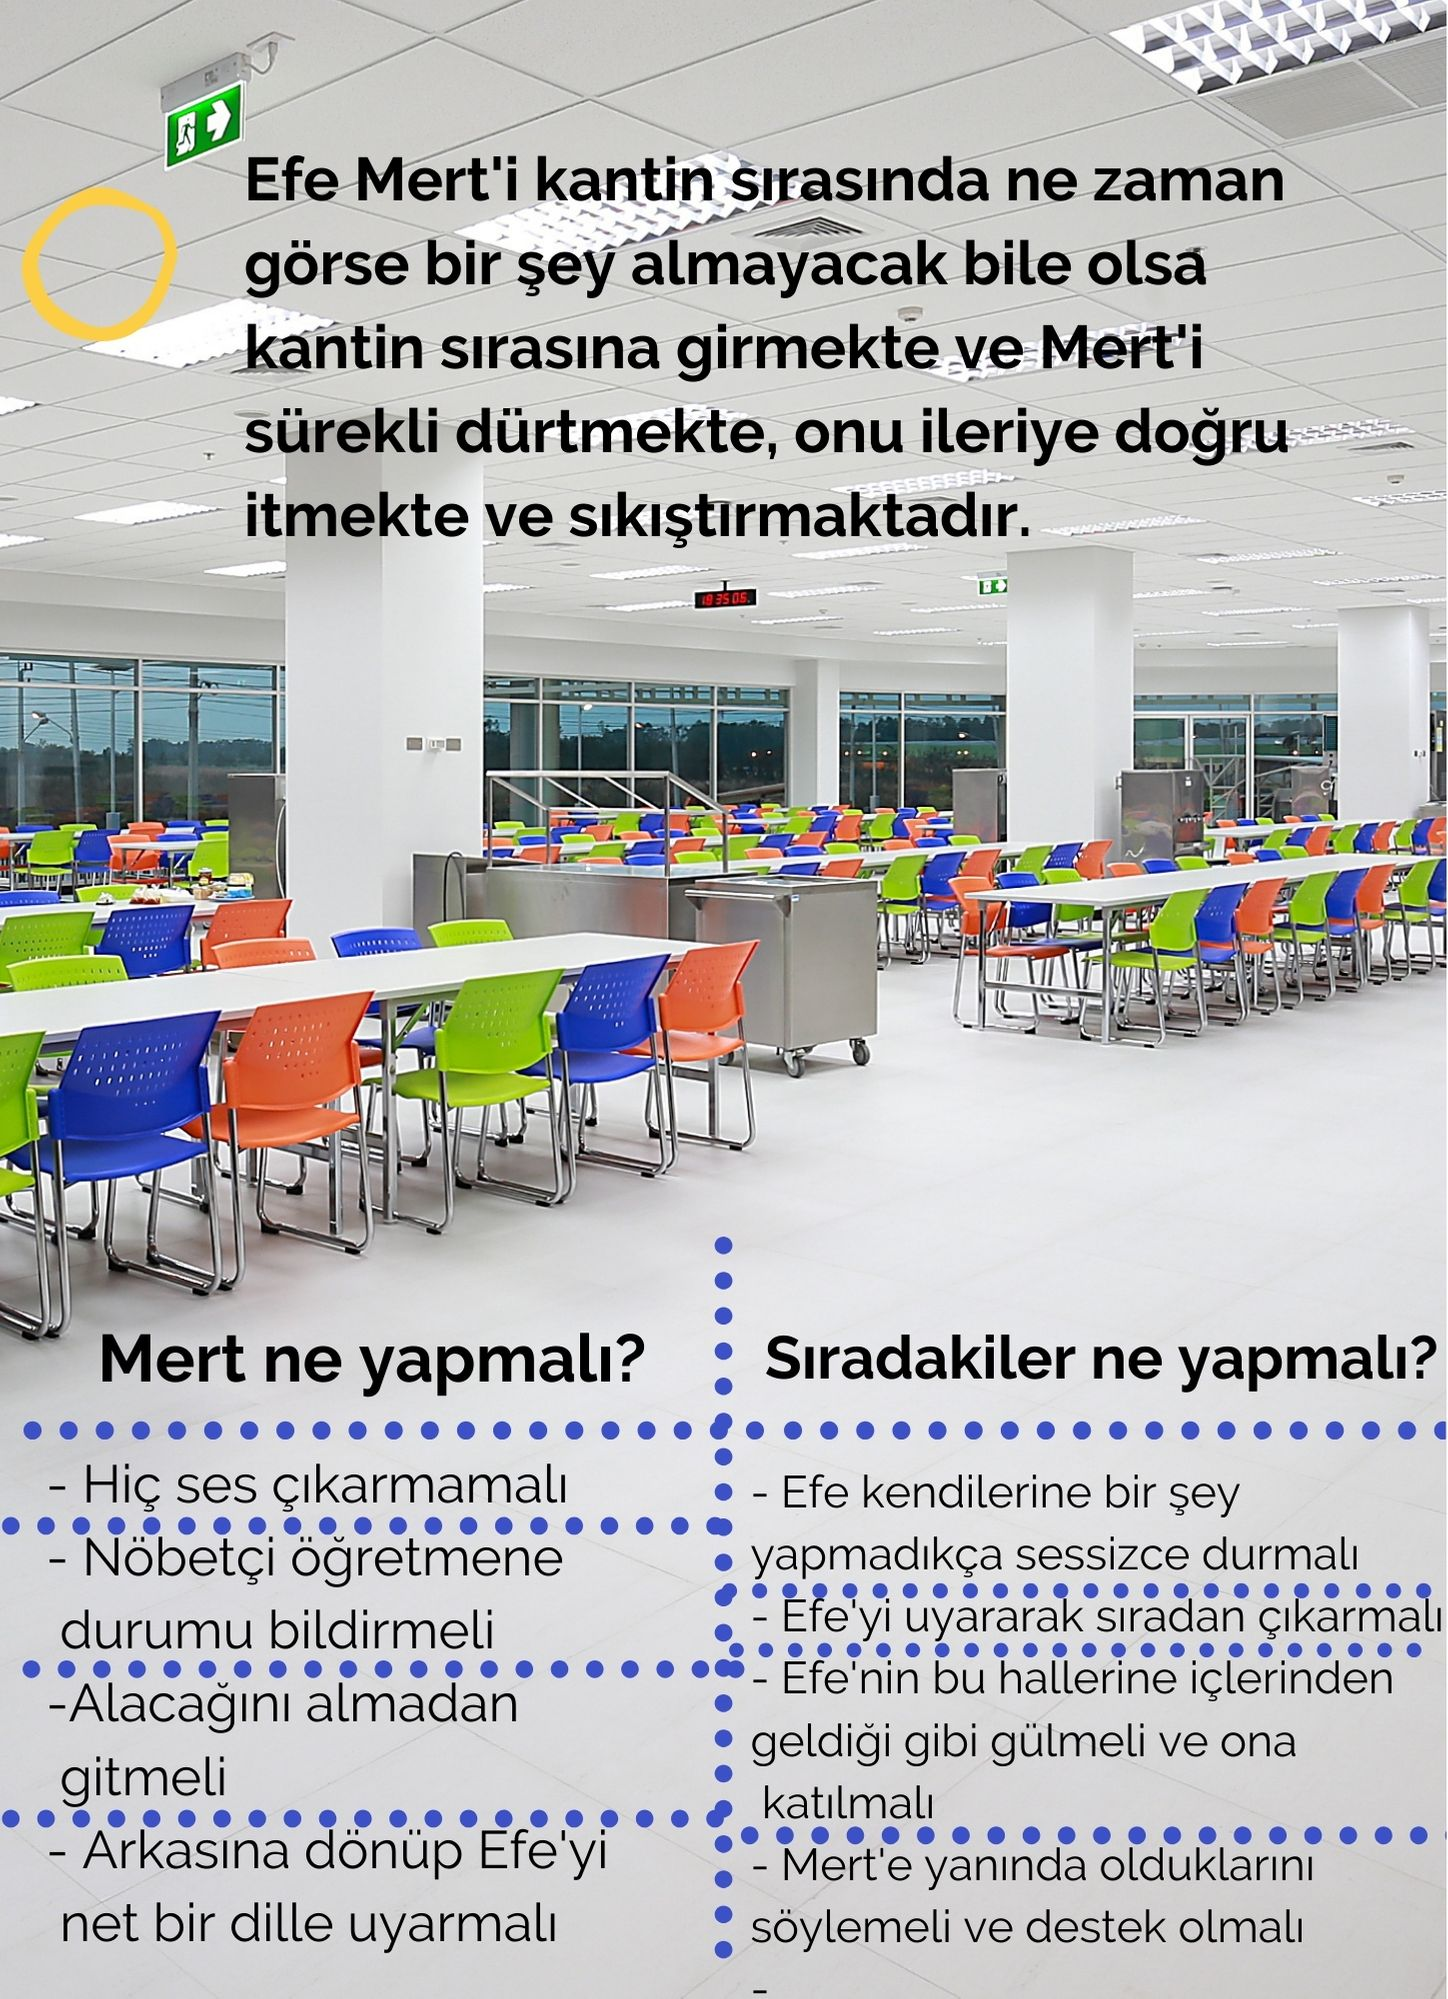 Efe Mert'i kantin sırasında ne zaman
görse bir şey almayacak bile olsa
kantin sırasına girmekte ve Mert'i
sürekli dürtmekte, onu ileriye doğru
itmekte ve sıkıştırmaktadır.
Mert ne yapmalı?
- Hiç ses çıkarmamalı
- Nöbetçi öğretmene
durumu bildirmeli
-Alacağını almadan
gitmeli
- Arkasına dönüp Efe'yi
net bir dille uyarmalı
Sıradakiler ne yapmalı?
- Efe kendilerine bir şey
yapmadıkça sessizce durmalı
- Efe'yi uyararak sıradan çıkarmalı
- Efe'nin bu hallerine içlerinden
geldiği gibi gülmeli ve ona
katılmalı
- Mert'e yanında olduklarını
söylemeli ve destek olmalı
-